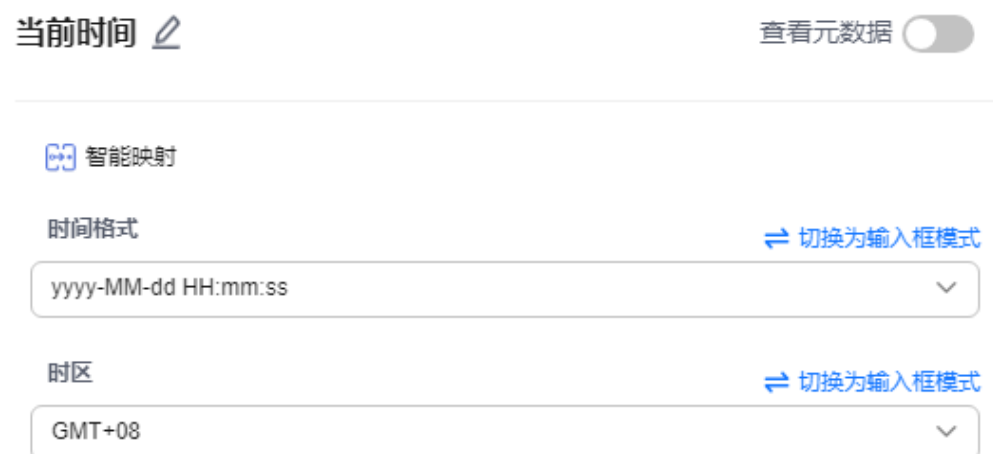 当前时间
查看元数据
智能映射
时间格式
切换为输入框模式
yyyy-MM-dd HH:mm:ss
时区
切换为输入框模式
GMT+08